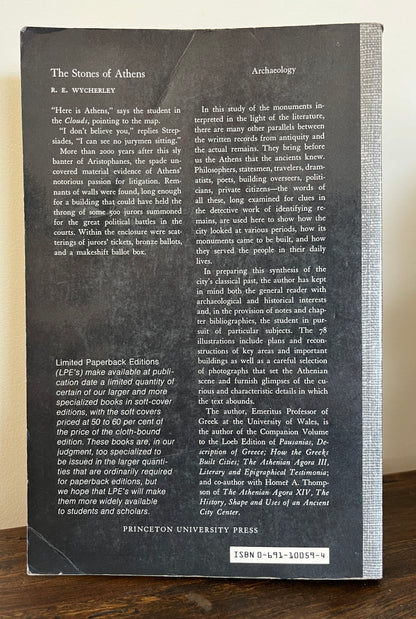 The Stones of Athens
Archaeology
R. E. WYCHERLEY
"Here is Athens," says the student in
the Clouds, pointing to the map.
"I don't believe you," replies Strep-
siades, "I can see no jurymen sitting."
More than 2000 years after this sly
banter of Aristophanes, the spade un-
covered material evidence of Athens'
notorious passion for litigation. Rem-
nants of walls were found, long enough
for a building that could have held the
throng of some 500 jurors summoned
for the great political battles in the
courts. Within the enclosure were scat-
terings of jurors' tickets, bronze ballots,
and a makeshift ballot box.
In this study of the monuments in-
terpreted in the light of the literature,
there are many other parallels between
the written records from antiquity and
the actual remains. They bring before
us the Athens that the ancients knew.
Philosophers, statesmen, travelers, dram-
atists, poets, building overseers, politi-
cians, private citizens—the words of
all these, long examined for clues in
the detective work of identifying re-
mains, are used here to show how the
city looked at various periods, how its
monuments came to be built, and how
they served the people in their daily
lives.
In preparing this synthesis of the
city's classical past, the author has kept
in mind both the general reader with
archaeological and historical interests
and, in the provision of notes and chap-
ter bibliographies, the student in pur-
suit of particular subjects. The 78
illustrations include plans and recon-
structions of key areas and important
buildings as well as a careful selection
of photographs that set the Athenian
scene and furnish glimpses of the cu-
rious and characteristic details in which
the text abounds.
The author, Emeritus Professor of
Greek at the University of Wales, is
the author of the Companion Volume
to the Loeb Edition of Pausanias, De-
scription of Greece; How the Greeks
Built Cities; The Athenian Agora III,
Literary and Epigraphical Testimonia;
and co-author with Homer A. Thomp-
son of The Athenian Agora XIV, The
History, Shape and Uses of an Ancient
City Center.
Limited Paperback Editions
(LPE's) make available at publi-
cation date a limited quantity of
certain of our larger and more
specialized books in soft-cover
editions, with the soft covers
priced at 50 to 60 per cent of
the price of the cloth-bound
edition. These books are, in our
judgment, too specialized to
be issued in the larger quanti-
ties that are ordinarily required
for paperback editions, but
we hope that LPE's will make
them more widely available
to students and scholars.
PRINCETON UNIVERSITY PRESS
ISBN 0-691-10059-4